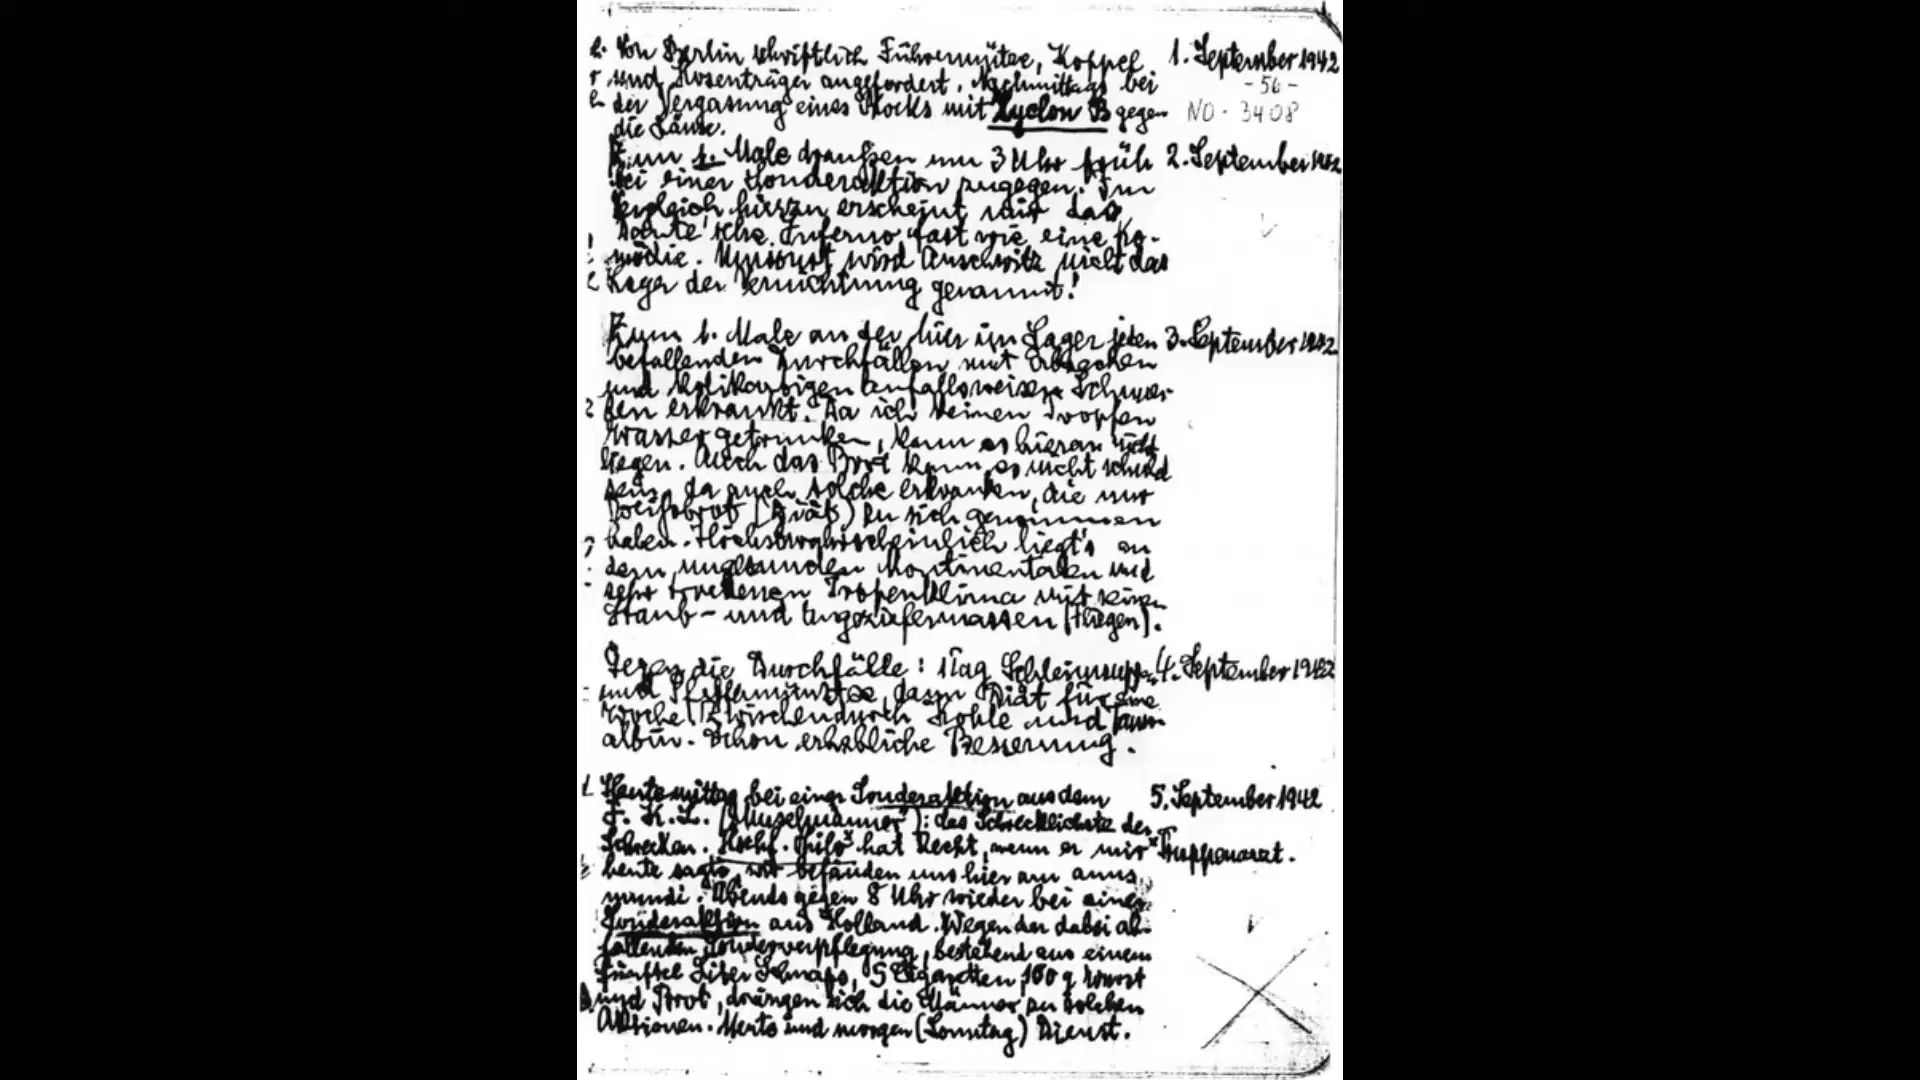 Von Berlin schriftlich Führermütze, Koppel 1. September 1942
und Hosenträger angefordert. Nachmittags bei - 56 -
der Vergasung eines Blocks mit Zyclon B gegen NO - 3408
die Läuse.
Zum 1. Male draußen um 3 Uhr früh 2. September 1942
bei einer Sonderaktion zugegen. Im
Vergleich hierzu erscheint mir das
Dante'sche Inferno fast wie eine Ko-
mödie. Umsonst wird Auschwitz nicht das
Lager der Vernichtung genannt!
Zum 1. Male an der hier im Lager jeden 3. September 1942
befallenden Durchfällen mit Erbrechen
und kolikartigen anfallsweisen Schmer-
zen erkrankt. Da ich keinen Tropfen
Wasser getrunken, kann es hieran nicht
liegen. Auch das Brot kann es nicht schuld
sein, da auch solche erkranken, die nur
Weißbrot (Diät) zu sich genommen
haben. Höchstwahrscheinlich liegt's an
dem ungesunden kontinentalen und
sehr trockenen Tropenklima mit seinen
Staub- und Ungeziefermassen (Fliegen).
Gegen die Durchfälle: 1 Tag Schleimsuppen 4. September 1942
und Pfefferminztee, dann Diät für eine
Woche. Zwischendurch Kohle und Tann-
albin. Schon erhebliche Besserung.
Heute mittag bei einer Sonderaktion aus dem 5. September 1942
F.K.L. ("Muselmänner"): das Schrecklichste der
Schrecken. Hschf. Thilo x hat Recht, wenn er mir x Truppenarzt.
heute sagte, wir befänden uns hier am anus
mundi. Abends gegen 8 Uhr wieder bei einer
Sonderaktion aus Holland. Wegen der dabei ab-
fallenden Sonderverpflegung, bestehend aus einem
fünftel Liter Schnaps, 5 Zigaretten, 100 g Wurst
und Brot, drängen sich die Männer zu solchen
Aktionen. Heute und morgen (Sonntag) Dienst.